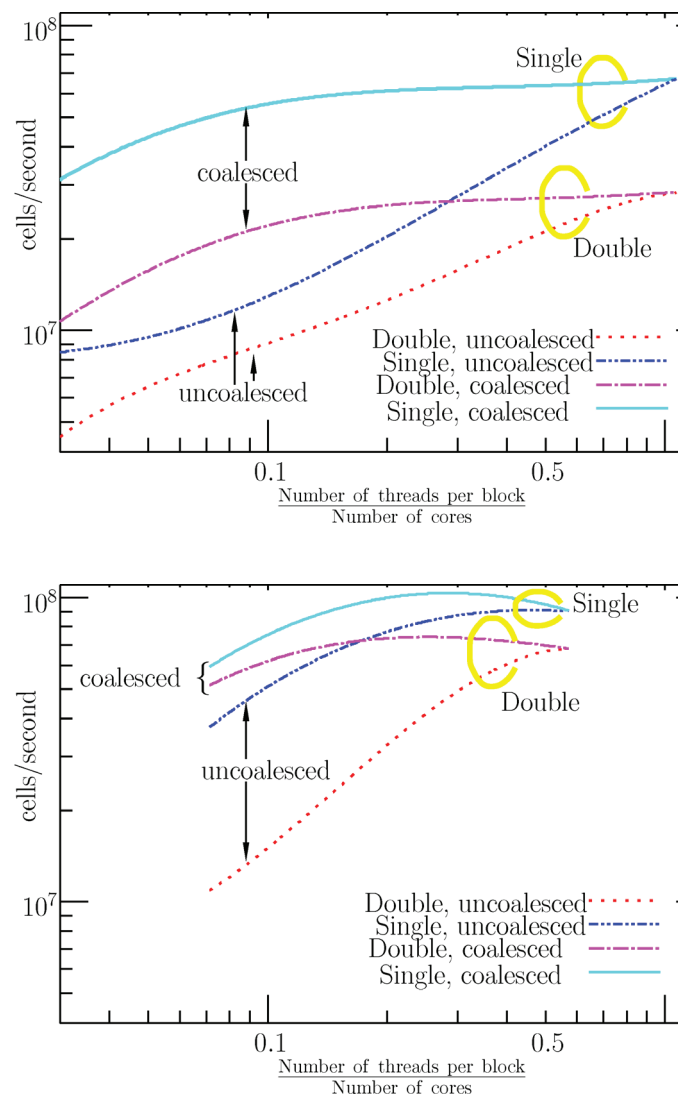 10^8
Single
coalesced
cells/second
Double
10^7
Double, uncoalesced
Single, uncoalesced
uncoalesced
Double, coalesced
Single, coalesced
0.1
0.5
Number of threads per block
Number of cores
10^8
Single
coalesced
Double
cells/second
uncoalesced
10^7
Double, uncoalesced
Single, uncoalesced
Double, coalesced
Single, coalesced
0.1
0.5
Number of threads per block
Number of cores